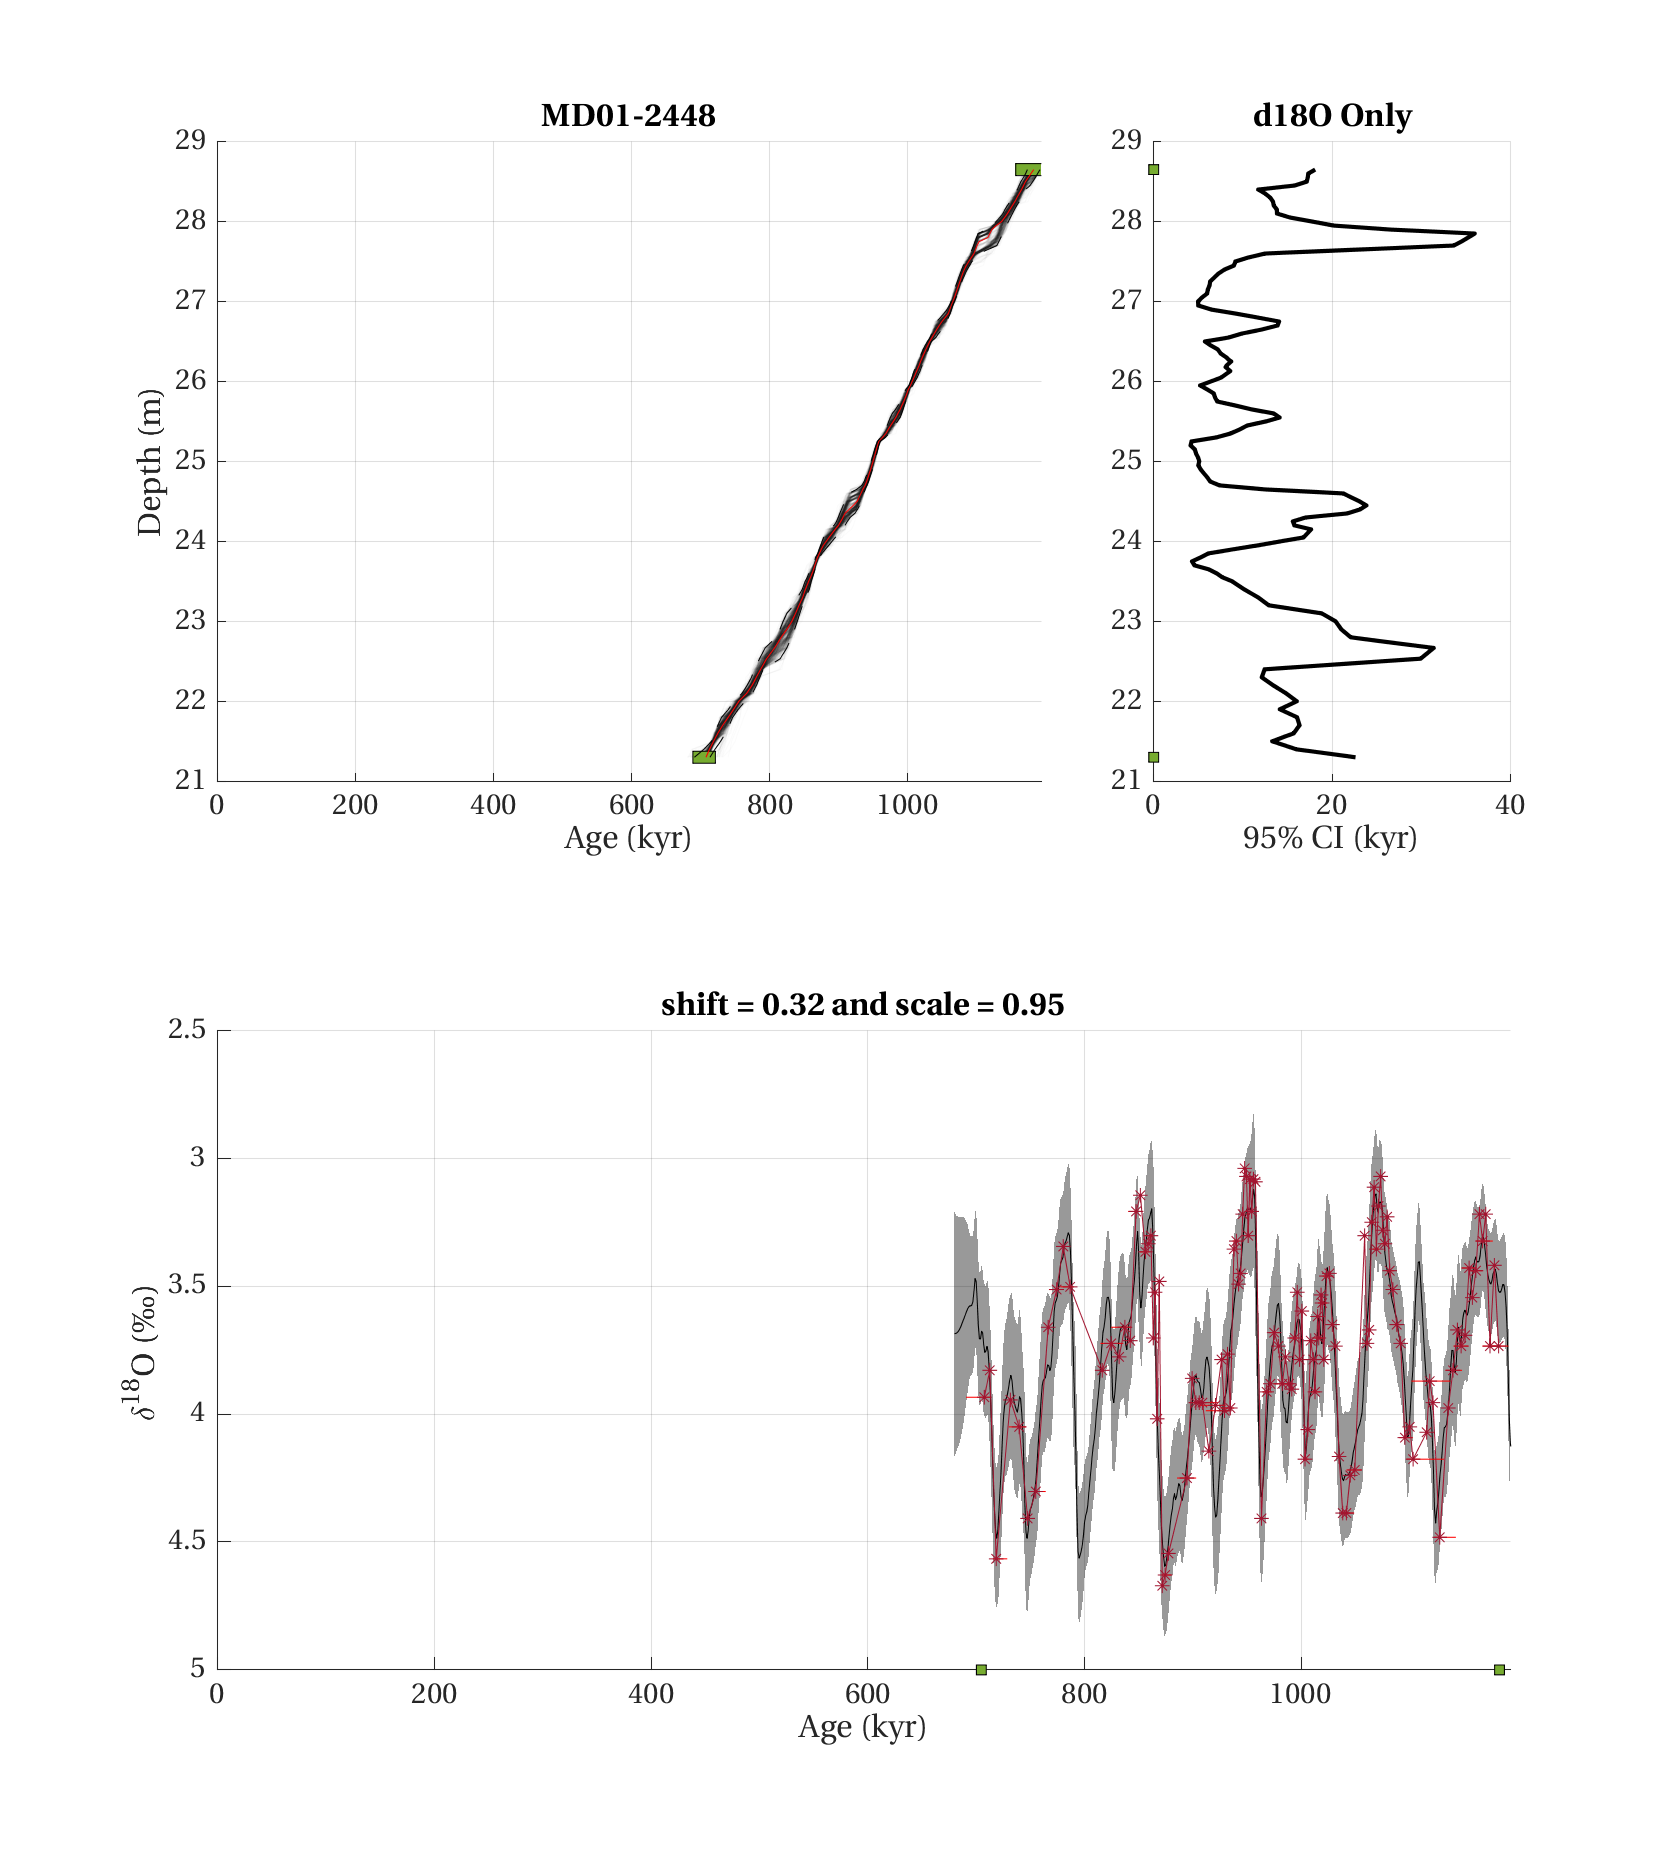 MD01-2448
29
28
27
26
25
24
23
22
21
Depth (m)
0 200 400 600 800 1000
Age (kyr)
d18O Only
29
28
27
26
25
24
23
22
21
0 20 40
95% CI (kyr)
shift = 0.32 and scale = 0.95
2.5
3
3.5
4
4.5
5
δ18O (‰)
0 200 400 600 800 1000
Age (kyr)